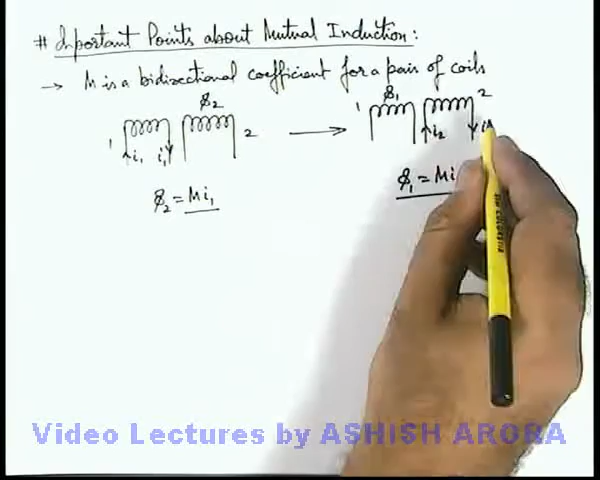 # Important Points about Mutual Induction:
→ M is a bidirectional coefficient for a pair of coils
1 i₁ i₁ φ₂ 2 → 1 φ₁ i₂ 2
φ₂ = Mi₁ φ₁ = Mi
Video Lectures by ASHISH ARORA